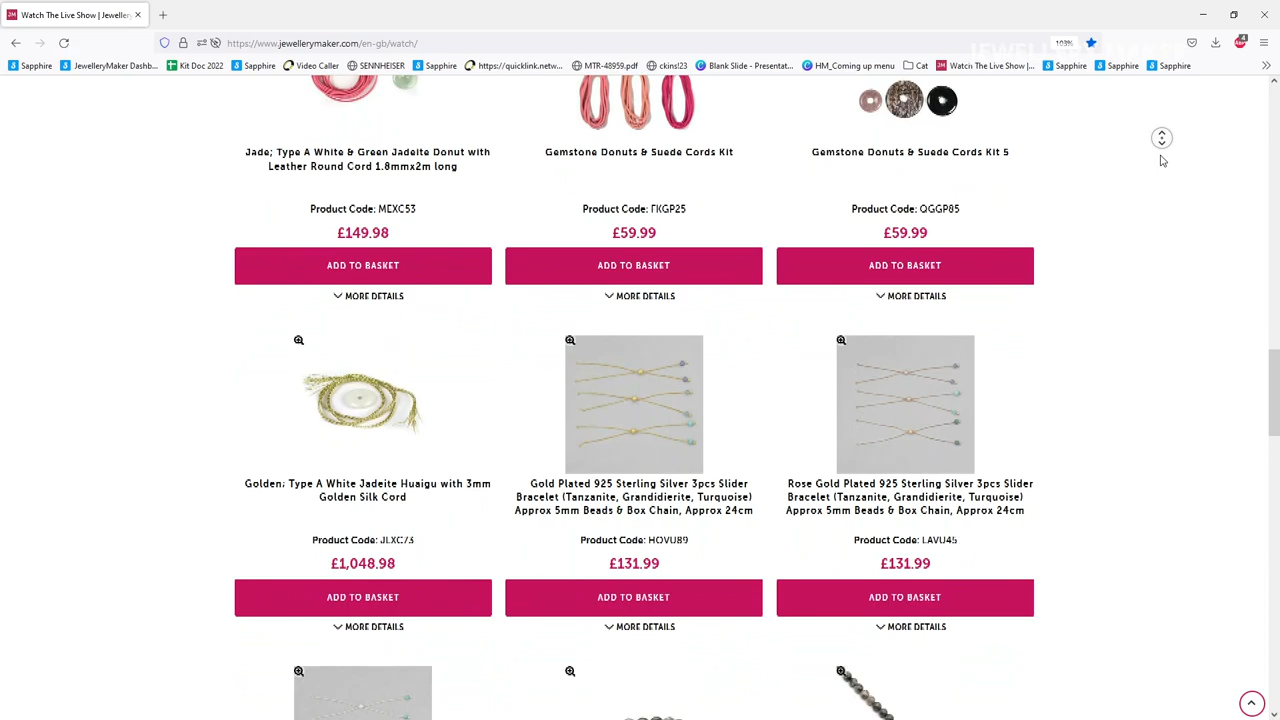 Watch The Live Show | Jeweller
https://www.jewellerymaker.com/en-gb/watch/
103%
4
JEWELLERYMAKER
Sapphire JewelleryMaker Dashb... Kit Doc 2022 Sapphire Video Caller SENNHEISER Sapphire https://quicklink.netw... MTR-48959.pdf ckins!23 Blank Slide - Presentat... HM_Coming up menu Cat Watch The Live Show |... Sapphire Sapphire Sapphire
Jade; Type A White & Green Jadeite Donut with
Leather Round Cord 1.8mmx2m long
Product Code: MEXC53
£149.98
ADD TO BASKET
MORE DETAILS
Gemstone Donuts & Suede Cords Kit
Product Code: FKGP25
£59.99
ADD TO BASKET
MORE DETAILS
Gemstone Donuts & Suede Cords Kit 5
Product Code: QGGP85
£59.99
ADD TO BASKET
MORE DETAILS
Golden; Type A White Jadeite Huaigu with 3mm
Golden Silk Cord
Product Code: JLXC73
£1,048.98
ADD TO BASKET
MORE DETAILS
Gold Plated 925 Sterling Silver 3pcs Slider
Bracelet (Tanzanite, Grandidierite, Turquoise)
Approx 5mm Beads & Box Chain, Approx 24cm
Product Code: HOVU89
£131.99
ADD TO BASKET
MORE DETAILS
Rose Gold Plated 925 Sterling Silver 3pcs Slider
Bracelet (Tanzanite, Grandidierite, Turquoise)
Approx 5mm Beads & Box Chain, Approx 24cm
Product Code: LAVU45
£131.99
ADD TO BASKET
MORE DETAILS